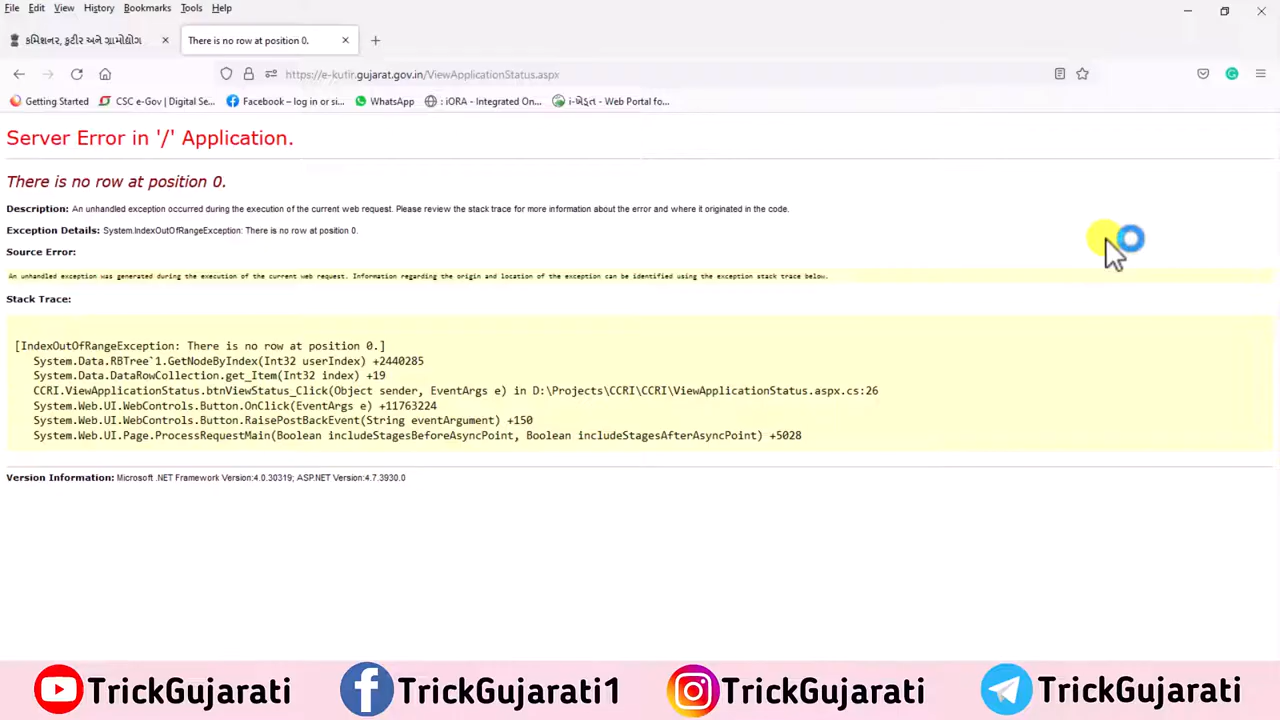 File Edit View History Bookmarks Tools Help
કમિશનર, કુટીર અને ગ્રામોદ્યોગ There is no row at position 0.
https://e-kutir.gujarat.gov.in/ViewApplicationStatus.aspx
Getting Started CSC e-Gov | Digital Se... Facebook – log in or si... WhatsApp : iORA - Integrated On... i-ખેડૂત - Web Portal fo...
Server Error in '/' Application.
There is no row at position 0.
Description: An unhandled exception occurred during the execution of the current web request. Please review the stack trace for more information about the error and where it originated in the code.
Exception Details: System.IndexOutOfRangeException: There is no row at position 0.
Source Error:
An unhandled exception was generated during the execution of the current web request. Information regarding the origin and location of the exception can be identified using the exception stack trace below.
Stack Trace:
[IndexOutOfRangeException: There is no row at position 0.]
System.Data.RBTree`1.GetNodeByIndex(Int32 userIndex) +2440285
System.Data.DataRowCollection.get_Item(Int32 index) +19
CCRI.ViewApplicationStatus.btnViewStatus_Click(Object sender, EventArgs e) in D:\Projects\CCRI\CCRI\ViewApplicationStatus.aspx.cs:26
System.Web.UI.WebControls.Button.OnClick(EventArgs e) +11763224
System.Web.UI.WebControls.Button.RaisePostBackEvent(String eventArgument) +150
System.Web.UI.Page.ProcessRequestMain(Boolean includeStagesBeforeAsyncPoint, Boolean includeStagesAfterAsyncPoint) +5028
Version Information: Microsoft .NET Framework Version:4.0.30319; ASP.NET Version:4.7.3930.0
TrickGujarati TrickGujarati1 TrickGujarati TrickGujarati